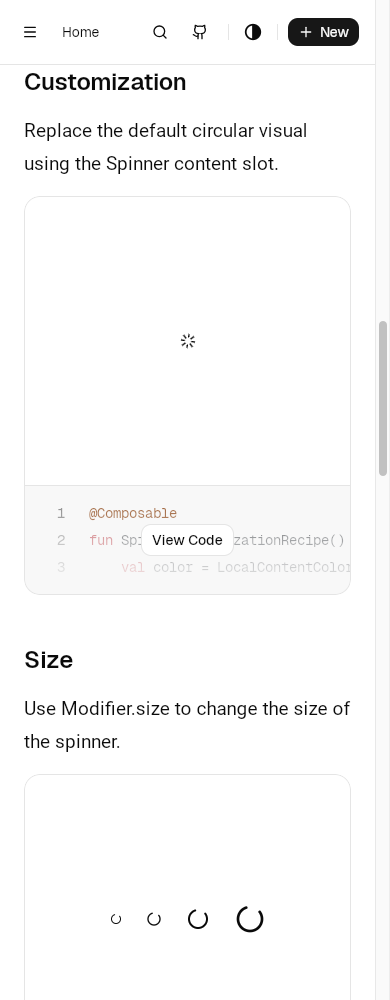 Home
New
Customization
Replace the default circular visual
using the Spinner content slot.
1 @Composable
2 fun Spi zationRecipe()
View Code
3 val color = LocalContentColor
Size
Use Modifier.size to change the size of
the spinner.